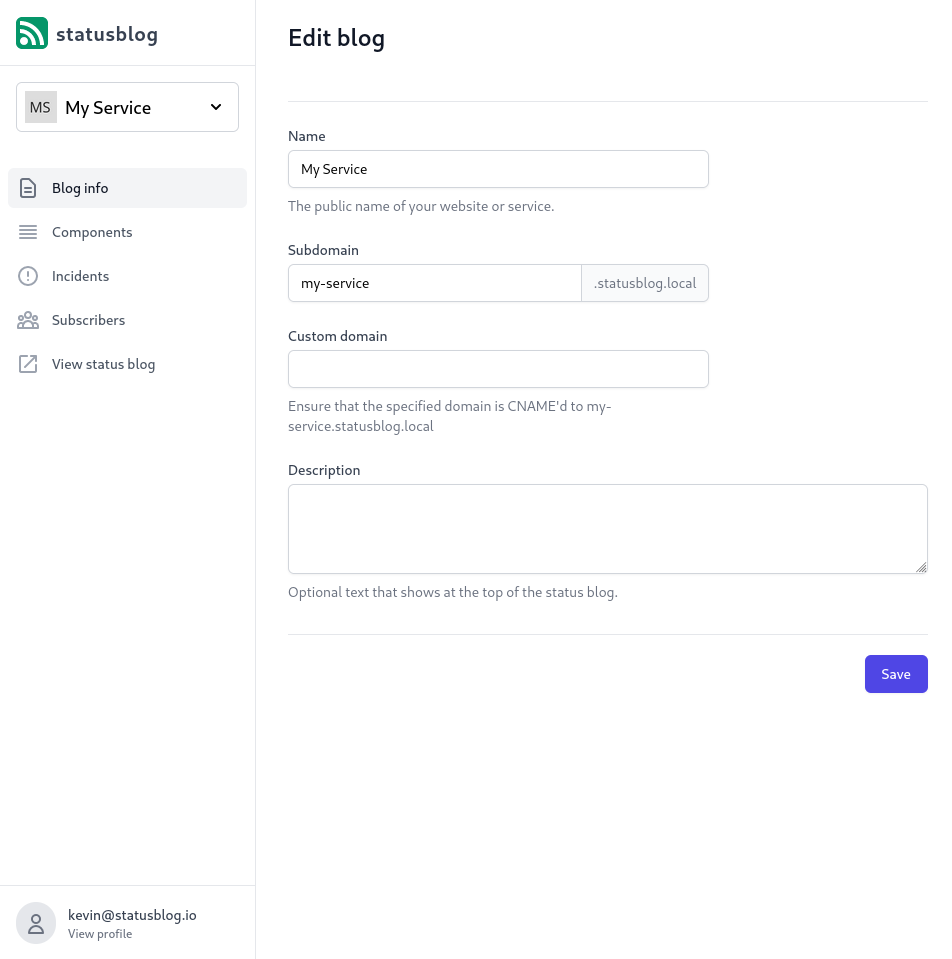 statusblog
MS My Service
Blog info
Components
Incidents
Subscribers
View status blog
kevin@statusblog.io
View profile
Edit blog
Name
My Service
The public name of your website or service.
Subdomain
my-service .statusblog.local
Custom domain
Ensure that the specified domain is CNAME'd to my-
service.statusblog.local
Description
Optional text that shows at the top of the status blog.
Save